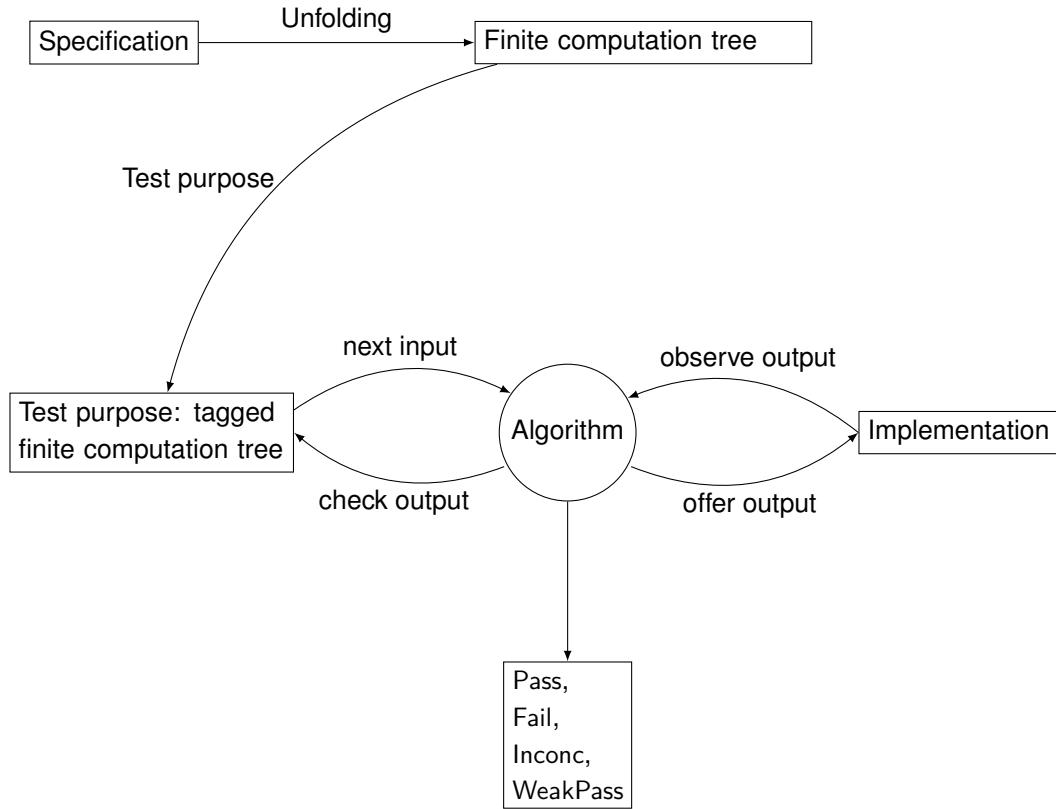 Unfolding
Specification
Finite computation tree
Test purpose
next input
observe output
Test purpose: tagged
finite computation tree
Algorithm
Implementation
check output
offer output
Pass,
Fail,
Inconc,
WeakPass